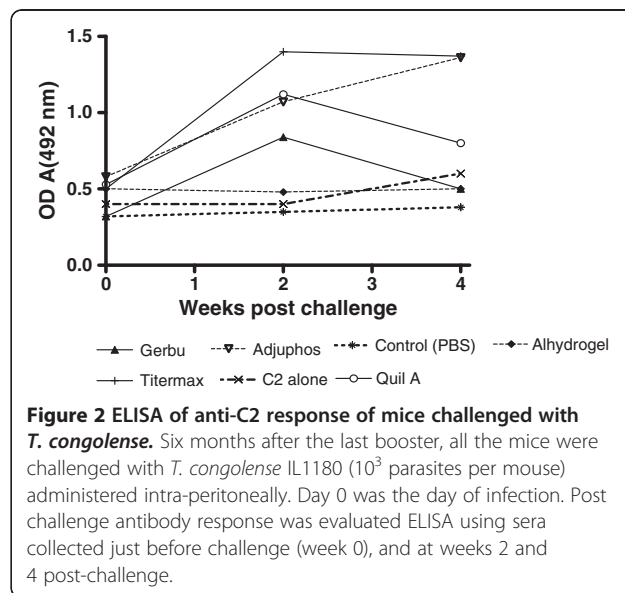 1.5
1.0
0.5
0.0
OD A(492 nm)
0 1 2 3 4
Weeks post challenge
Gerbu Adjuphos Control (PBS) Alhydrogel
Titermax C2 alone Quil A
Figure 2 ELISA of anti-C2 response of mice challenged with
T. congolense. Six months after the last booster, all the mice were
challenged with T. congolense IL1180 (10³ parasites per mouse)
administered intra-peritoneally. Day 0 was the day of infection. Post
challenge antibody response was evaluated ELISA using sera
collected just before challenge (week 0), and at weeks 2 and
4 post-challenge.